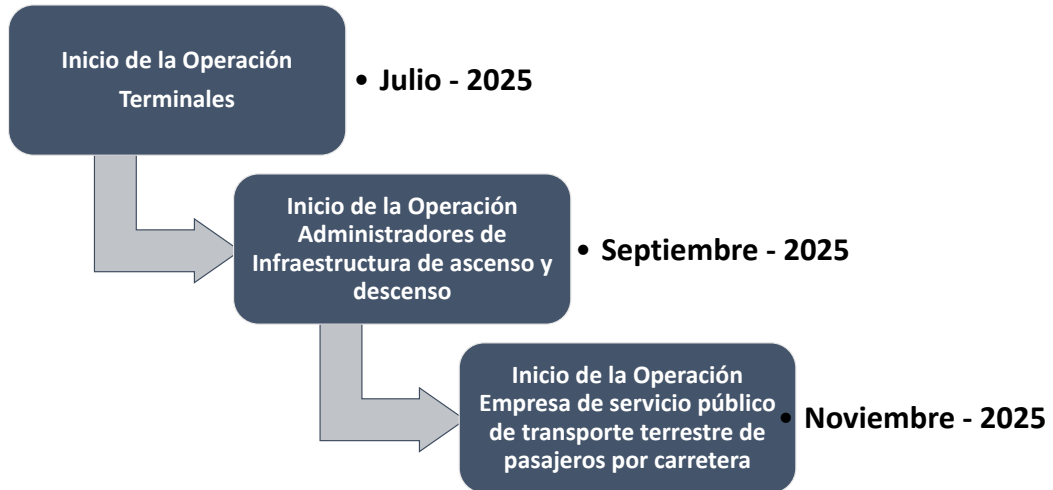 Inicio de la Operación
Terminales
• Julio - 2025
Inicio de la Operación
Administradores de
Infraestructura de ascenso y
descenso
• Septiembre - 2025
Inicio de la Operación
Empresa de servicio público
de transporte terrestre de
pasajeros por carretera
• Noviembre - 2025